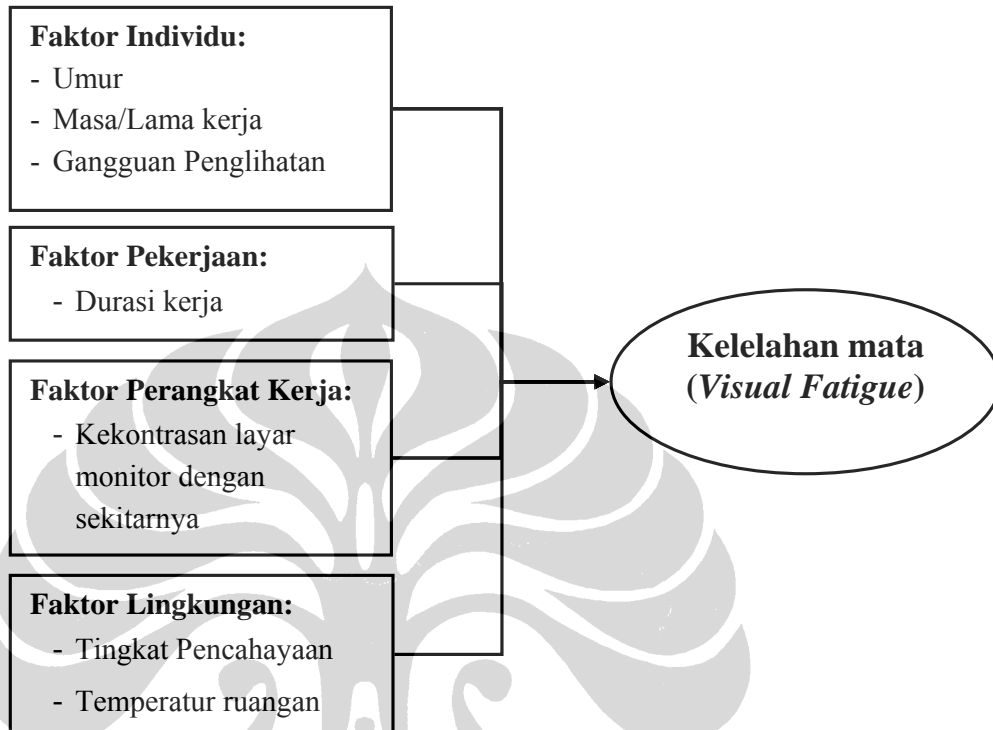 Faktor Individu:
- Umur
- Masa/Lama kerja
- Gangguan Penglihatan
Faktor Pekerjaan:
- Durasi kerja
Faktor Perangkat Kerja:
- Kekontrasan layar
monitor dengan
sekitarnya
Faktor Lingkungan:
- Tingkat Pencahayaan
- Temperatur ruangan
Kelelahan mata
(Visual Fatigue)